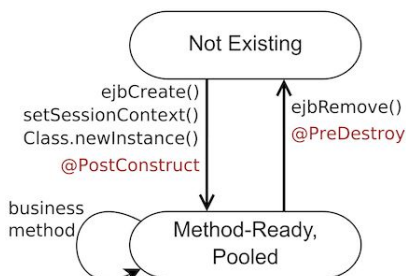 Not Existing
ejbCreate()
setSessionContext()
Class.newInstance()
@PostConstruct
ejbRemove()
@PreDestroy
business
method
Method-Ready,
Pooled